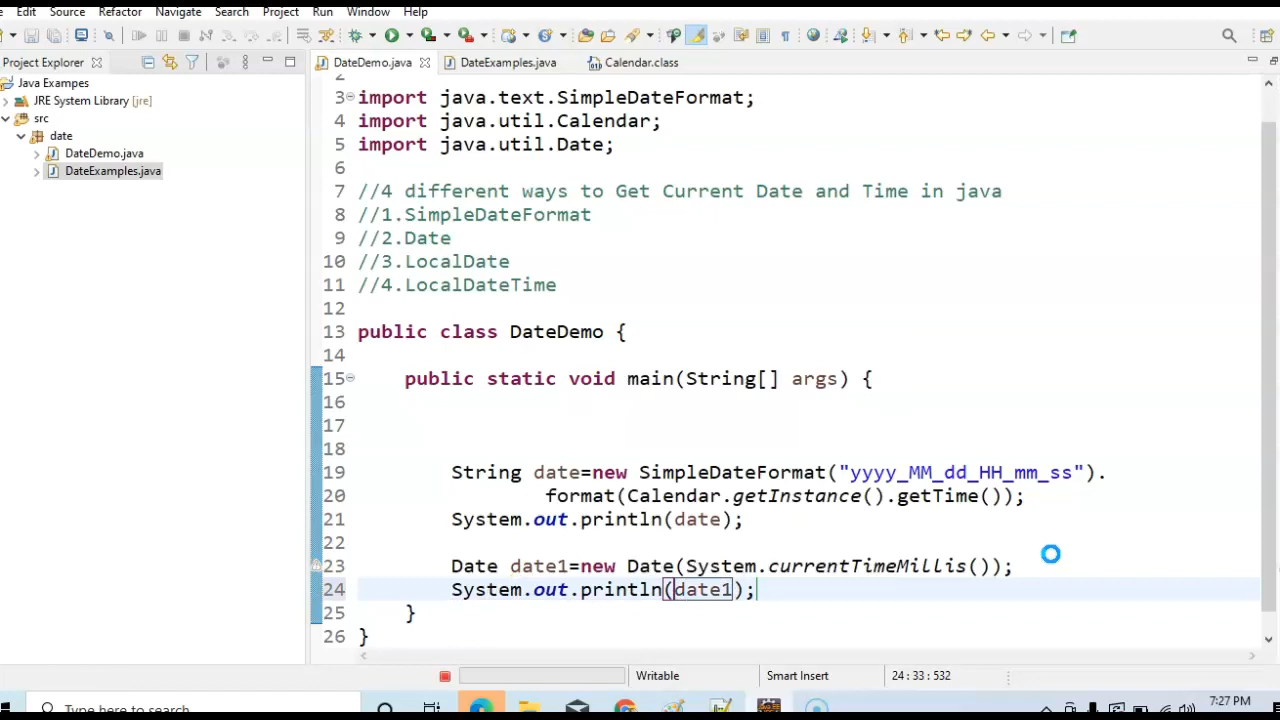 Edit Source Refactor Navigate Search Project Run Window Help
Project Explorer
DateDemo.java
DateExamples.java
Calendar.class
Java Exampes
JRE System Library [jre]
src
date
DateDemo.java
DateExamples.java
2
3 import java.text.SimpleDateFormat;
4 import java.util.Calendar;
5 import java.util.Date;
6
7 //4 different ways to Get Current Date and Time in java
8 //1.SimpleDateFormat
9 //2.Date
10 //3.LocalDate
11 //4.LocalDateTime
12
13 public class DateDemo {
14
15 public static void main(String[] args) {
16
17
18
19 String date=new SimpleDateFormat("yyyy_MM_dd_HH_mm_ss").
20 format(Calendar.getInstance().getTime());
21 System.out.println(date);
22
23 Date date1=new Date(System.currentTimeMillis());
24 System.out.println(date1);
25 }
26 }
Writable
Smart Insert
24 : 33 : 532
Type here to search
7:27 PM